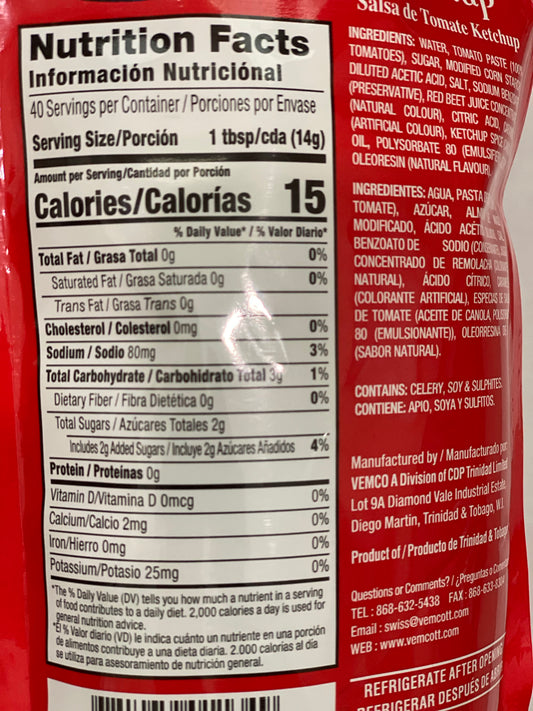 Salsa de Tomate Ketchup
Nutrition Facts
Información Nutriciónal
40 Servings per Container / Porciones por Envase
Serving Size/Porción 1 tbsp/cda (14g)
Amount per Serving/Cantidad por Porción
Calories/Calorías 15
% Daily Value* / % Valor Diario*
Total Fat / Grasa Total 0g 0%
Saturated Fat / Grasa Saturada 0g 0%
Trans Fat / Grasa Trans 0g
Cholesterol / Colesterol 0mg 0%
Sodium / Sodio 80mg 3%
Total Carbohydrate / Carbohidrato Total 3g 1%
Dietary Fiber / Fibra Dietética 0g 0%
Total Sugars / Azúcares Totales 2g
Includes 2g Added Sugars / Incluye 2g Azúcares Añadidos 4%
Protein / Proteínas 0g
Vitamin D/Vitamina D 0mcg 0%
Calcium/Calcio 2mg 0%
Iron/Hierro 0mg 0%
Potassium/Potasio 25mg 0%
*The % Daily Value (DV) tells you how much a nutrient in a serving
of food contributes to a daily diet. 2,000 calories a day is used for
general nutrition advice.
*El % Valor diario (VD) le indica cuánto un nutriente en una porción
de alimentos contribuye a una dieta diaria. 2.000 calorías al día
se utiliza para asesoramiento de nutrición general.
INGREDIENTS: WATER, TOMATO PASTE
TOMATOES), SUGAR, MODIFIED CORN
DILUTED ACETIC ACID, SALT, SODIUM
(PRESERVATIVE), RED BEET JUICE
(NATURAL COLOUR), CITRIC ACID,
(ARTIFICIAL COLOUR), KETCHUP SPICE
OIL, POLYSORBATE 80
OLEORESIN (NATURAL FLAVOUR)
INGREDIENTES: AGUA, PASTA
TOMATE), AZÚCAR,
MODIFICADO, ÁCIDO
BENZOATO DE SODIO
CONCENTRADO DE REMOLACHA
NATURAL), ÁCIDO CÍTRICO,
(COLORANTE ARTIFICIAL), ESPECIAS DE
DE TOMATE (ACEITE DE CANOLA,
80 (EMULSIONANTE), OLEORRESINA
(SABOR NATURAL).
CONTAINS: CELERY, SOY & SULPHITES.
CONTIENE: APIO, SOYA Y SULFITOS.
Manufactured by / Manufacturado por:
VEMCO A Division of CDP Trinidad Limited
Lot 9A Diamond Vale Industrial Estate,
Diego Martin, Trinidad & Tobago, W.I.
Product of / Producto de Trinidad & Tobago
Questions or Comments? / ¿Preguntas o
TEL : 868-632-5438 FAX :
Email : swiss@vemcott.com
WEB : www.vemcott.com
REFRIGERATE AFTER OPENING
REFRIGERAR DESPUÉS DE